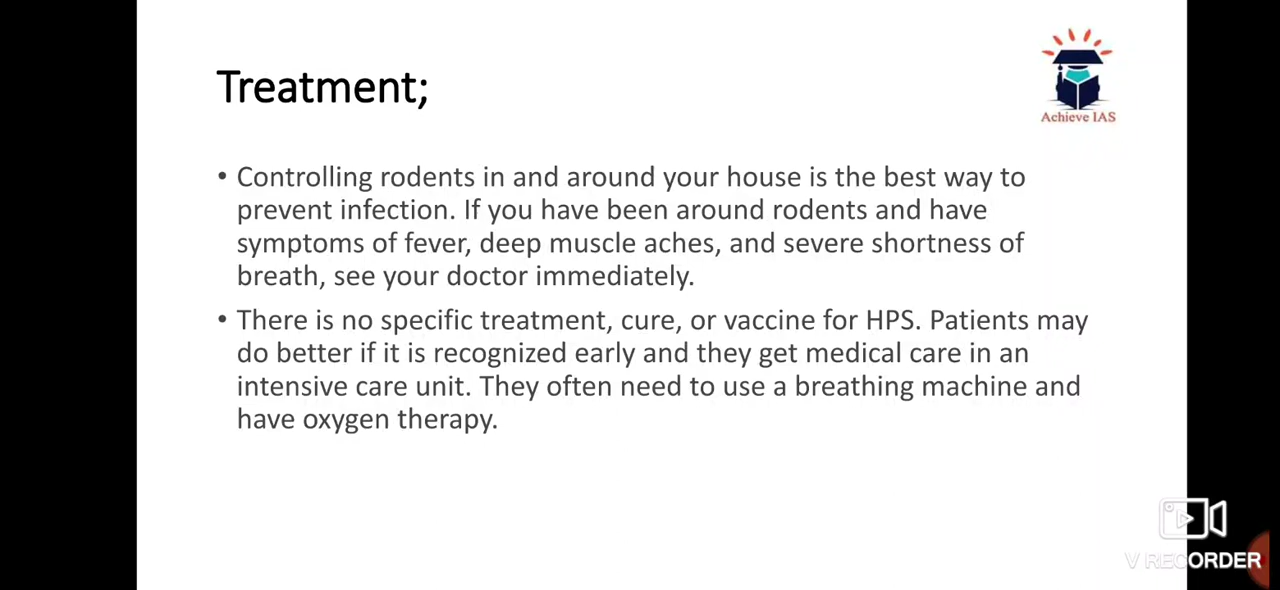 Treatment;
Achieve IAS
• Controlling rodents in and around your house is the best way to
prevent infection. If you have been around rodents and have
symptoms of fever, deep muscle aches, and severe shortness of
breath, see your doctor immediately.
• There is no specific treatment, cure, or vaccine for HPS. Patients may
do better if it is recognized early and they get medical care in an
intensive care unit. They often need to use a breathing machine and
have oxygen therapy.
V RECORDER